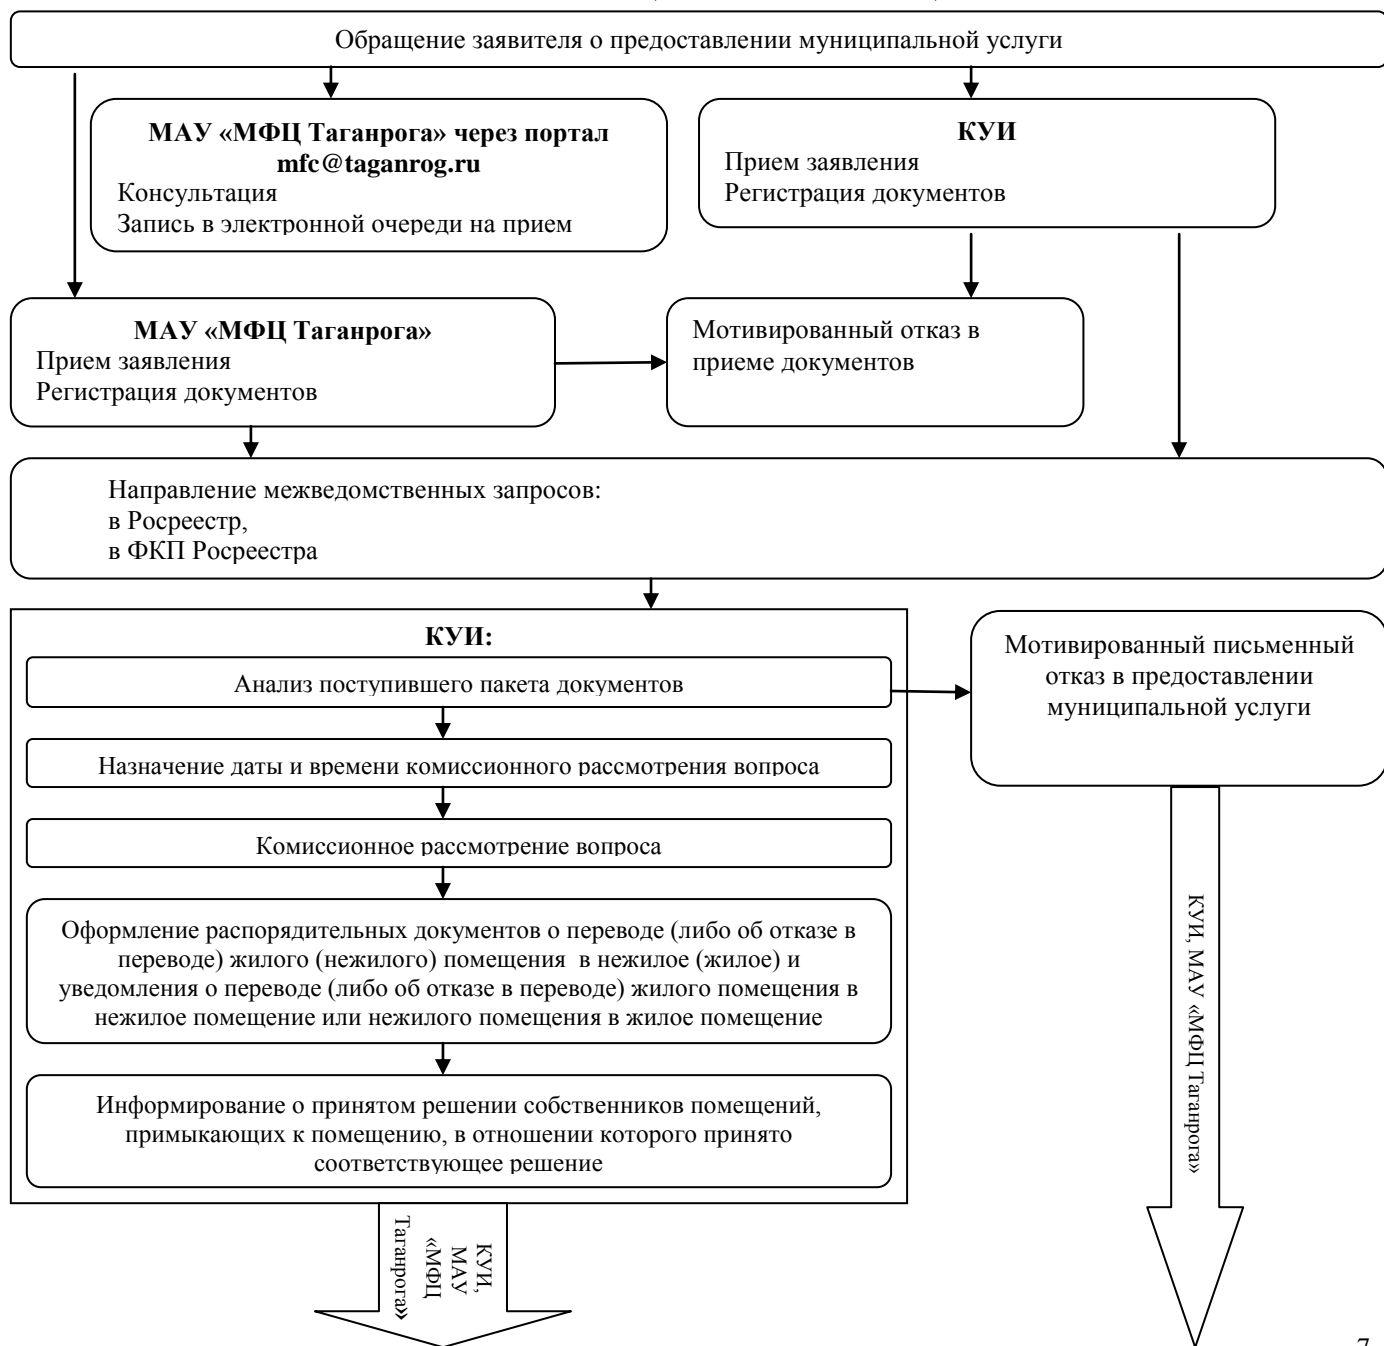 Обращение заявителя о предоставлении муниципальной услуги
МАУ «МФЦ Таганрога» через портал
mfc@taganrog.ru
Консультация
Запись в электронной очереди на прием
КУИ
Прием заявления
Регистрация документов
МАУ «МФЦ Таганрога»
Прием заявления
Регистрация документов
Мотивированный отказ в
приеме документов
Направление межведомственных запросов:
в Росреестр,
в ФКП Росреестра
КУИ:
Анализ поступившего пакета документов
Назначение даты и времени комиссионного рассмотрения вопроса
Комиссионное рассмотрение вопроса
Оформление распорядительных документов о переводе (либо об отказе в
переводе) жилого (нежилого) помещения в нежилое (жилое) и
уведомления о переводе (либо об отказе в переводе) жилого помещения в
нежилое помещение или нежилого помещения в жилое помещение
Информирование о принятом решении собственников помещений,
примыкающих к помещению, в отношении которого принято
соответствующее решение
Мотивированный письменный
отказ в предоставлении
муниципальной услуги
КУИ, МАУ «МФЦ Таганрога»
КУИ,
МАУ
«МФЦ
Таганрога»
7